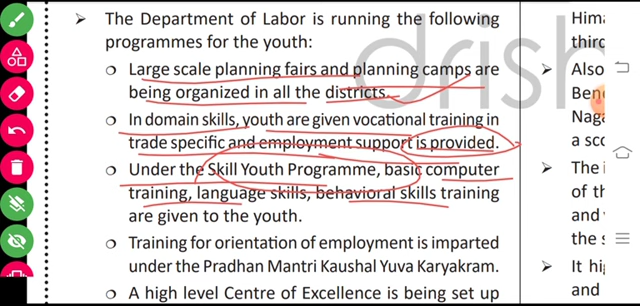 ➤ The Department of Labor is running the following
programmes for the youth:
○ Large scale planning fairs and planning camps are
being organized in all the districts.
○ In domain skills, youth are given vocational training in
trade specific and employment support is provided.
○ Under the Skill Youth Programme, basic computer
training, language skills, behavioral skills training
are given to the youth.
○ Training for orientation of employment is imparted
under the Pradhan Mantri Kaushal Yuva Karyakram.
○ A high level Centre of Excellence is being set up
drish
Hima
third
➤ Also
Ben
Naga
a sco
➤ The i
of th
and
the s
➤ It hi
and